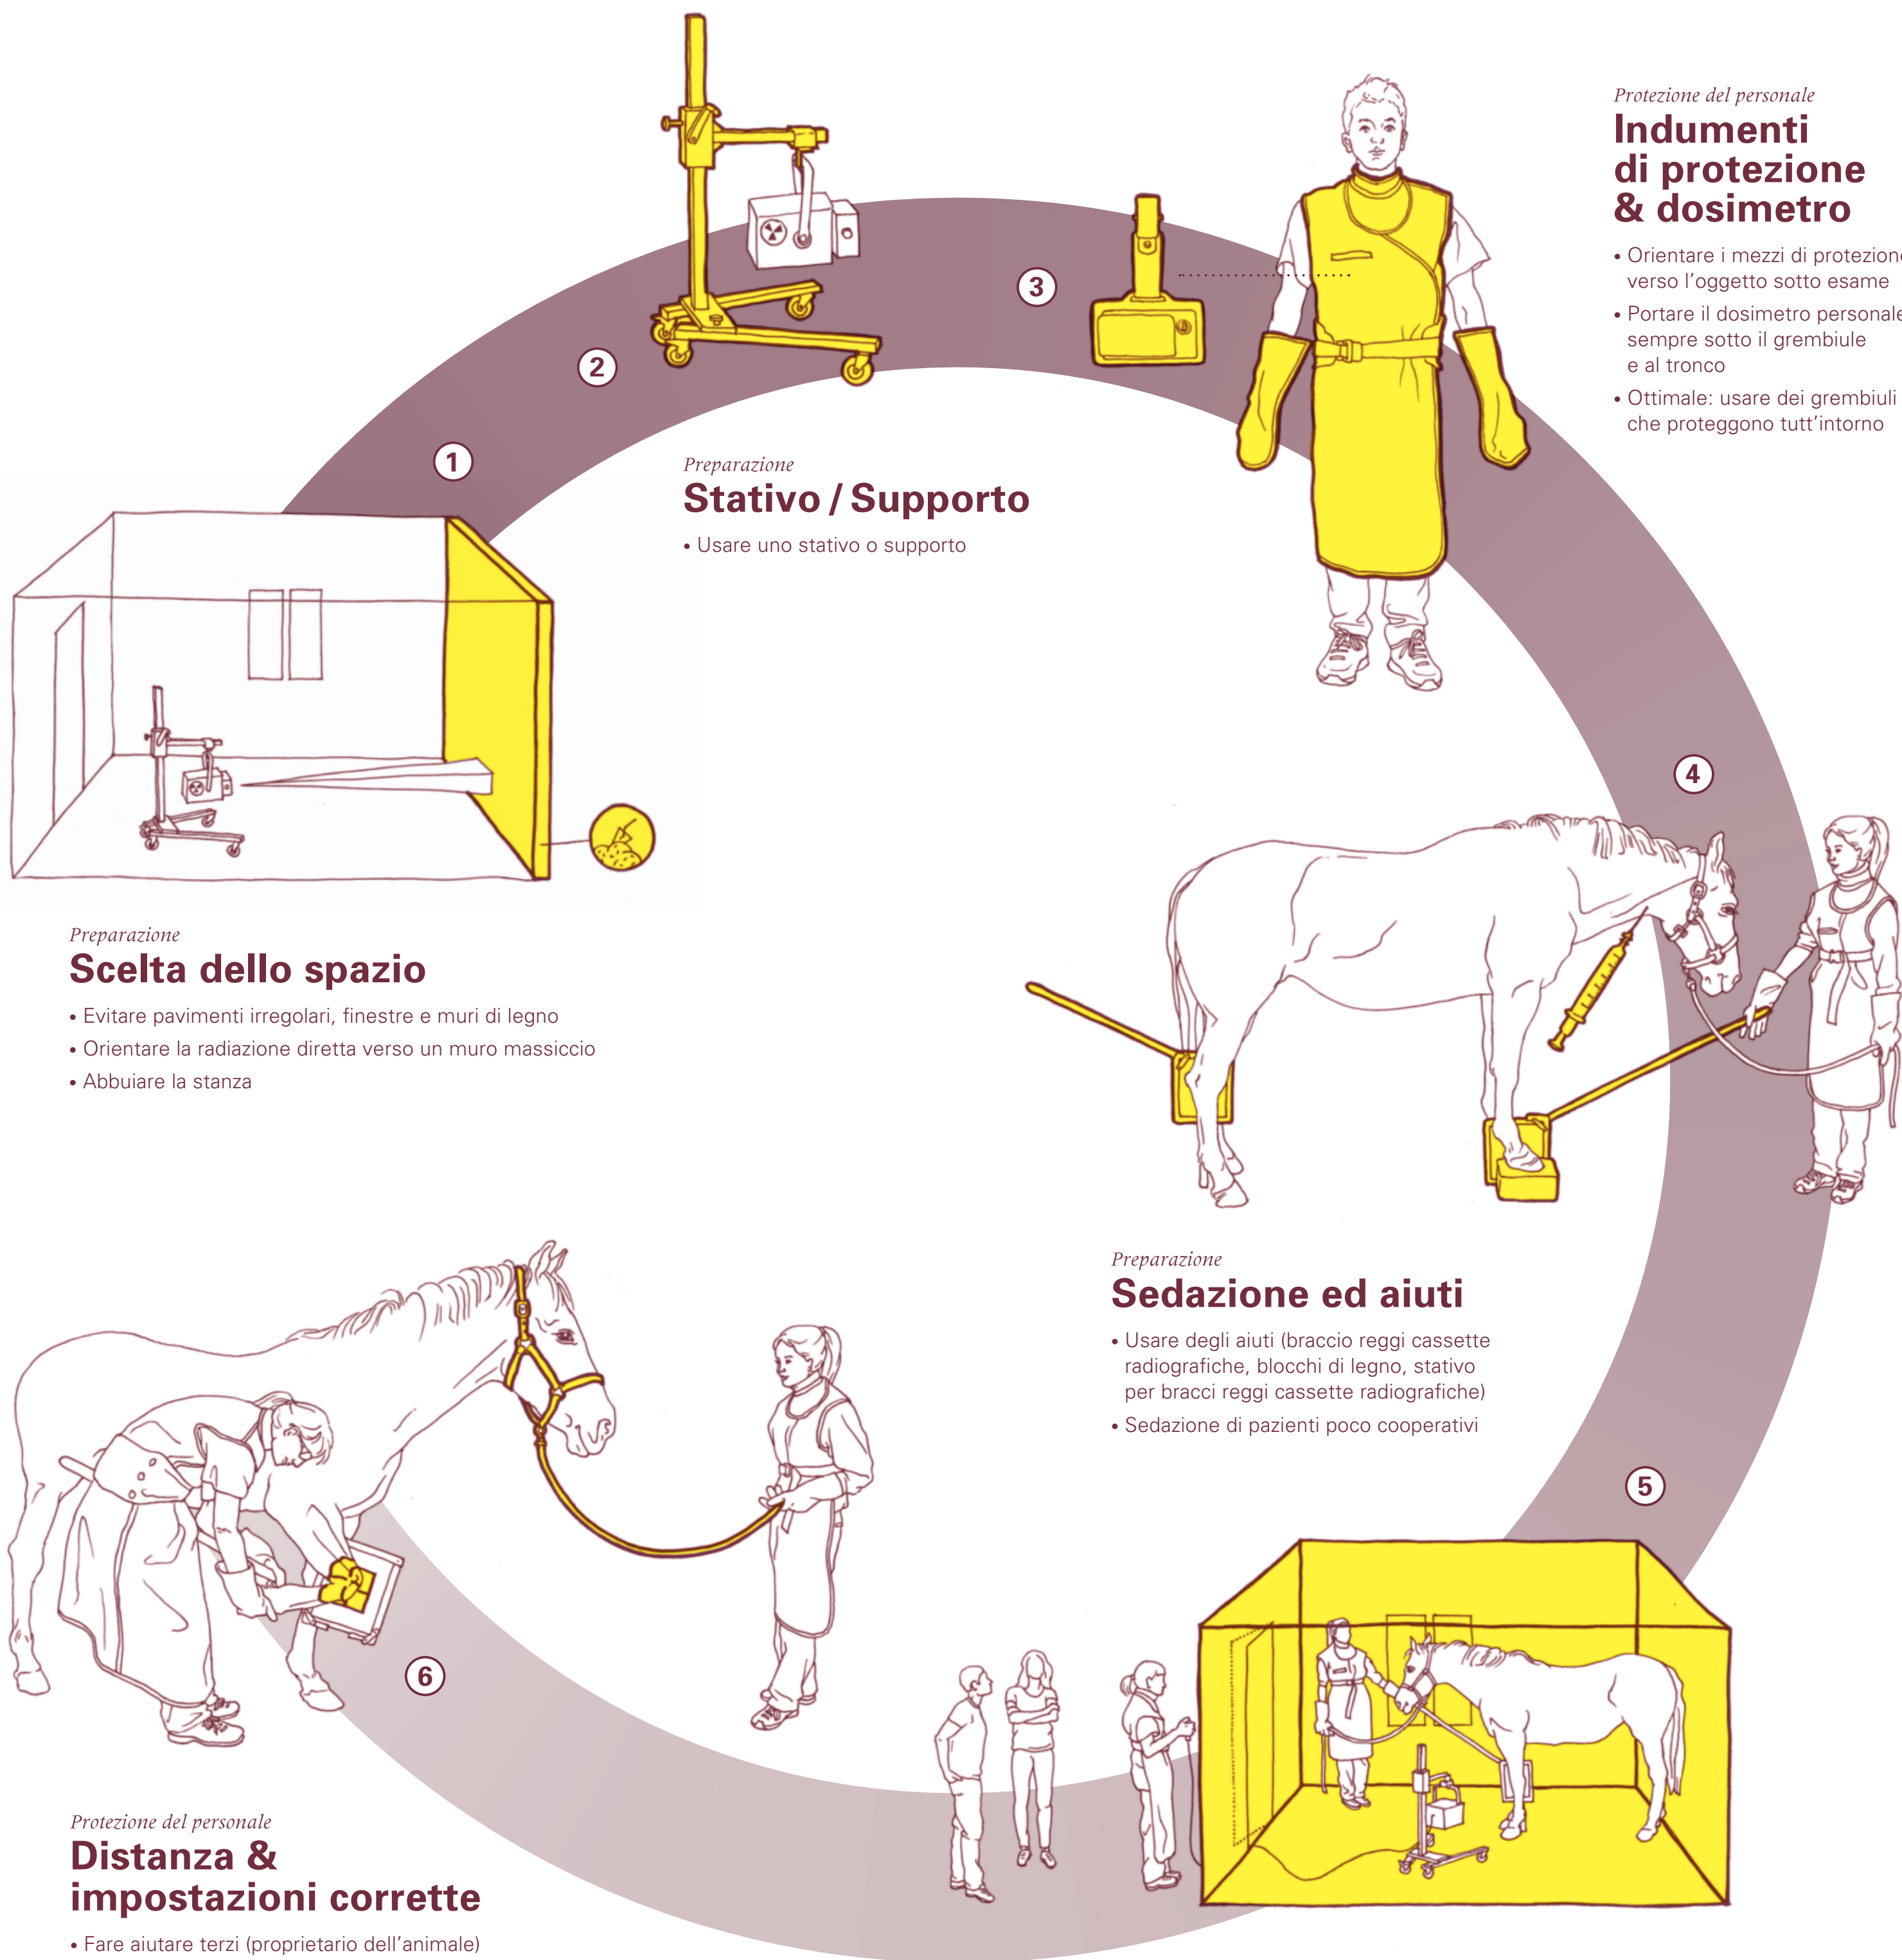 1
2
3
4
5
6
Preparazione
Scelta dello spazio
• Evitare pavimenti irregolari, finestre e muri di legno
• Orientare la radiazione diretta verso un muro massiccio
• Abbuiare la stanza
Preparazione
Stativo / Supporto
• Usare uno stativo o supporto
Protezione del personale
Indumenti
di protezione
& dosimetro
• Orientare i mezzi di protezione
verso l'oggetto sotto esame
• Portare il dosimetro personale
sempre sotto il grembiule
e al tronco
• Ottimale: usare dei grembiuli
che proteggono tutt'intorno
Preparazione
Sedazione ed aiuti
• Usare degli aiuti (braccio reggi cassette
radiografiche, blocchi di legno, stativo
per bracci reggi cassette radiografiche)
• Sedazione di pazienti poco cooperativi
Protezione del personale
Distanza &
impostazioni corrette
• Fare aiutare terzi (proprietario dell'animale)